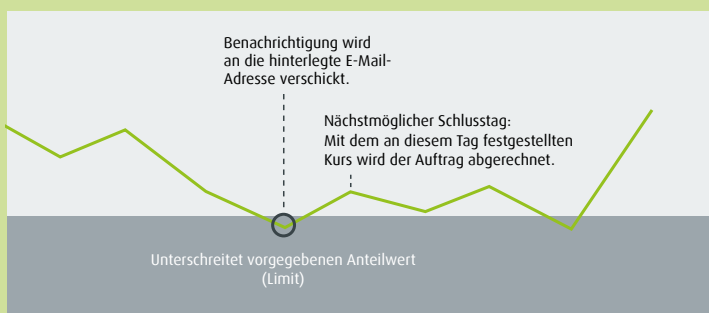 Benachrichtigung wird
an die hinterlegte E-Mail-
Adresse verschickt.
Nächstmöglicher Schlusstag:
Mit dem an diesem Tag festgestellten
Kurs wird der Auftrag abgerechnet.
Unterschreitet vorgegebenen Anteilwert
(Limit)